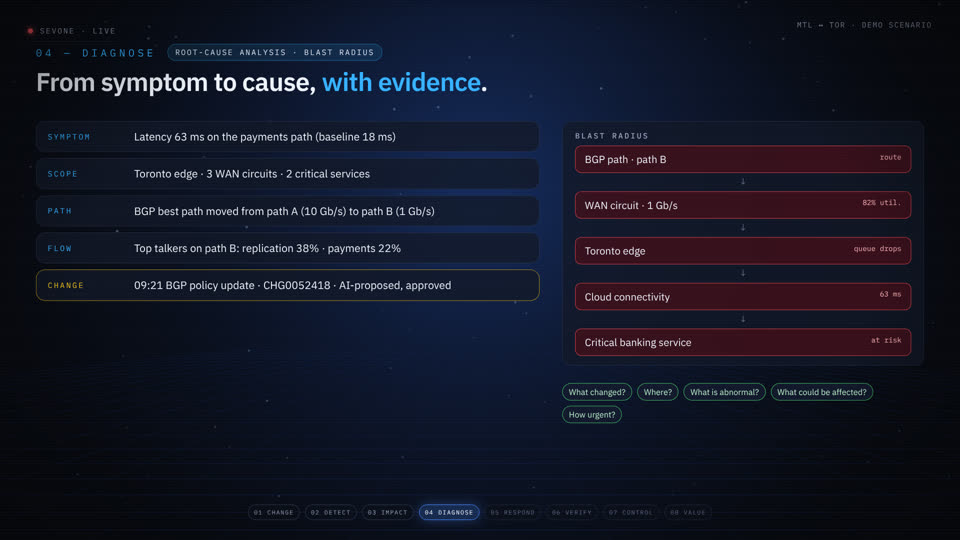 SEVONE · LIVE
MTL ↔ TOR · DEMO SCENARIO
04 — DIAGNOSE
ROOT-CAUSE ANALYSIS · BLAST RADIUS
From symptom to cause, with evidence.
SYMPTOM Latency 63 ms on the payments path (baseline 18 ms)
SCOPE Toronto edge · 3 WAN circuits · 2 critical services
PATH BGP best path moved from path A (10 Gb/s) to path B (1 Gb/s)
FLOW Top talkers on path B: replication 38% · payments 22%
CHANGE 09:21 BGP policy update · CHG0052418 · AI-proposed, approved
BLAST RADIUS
BGP path · path B route
↓
WAN circuit · 1 Gb/s 82% util.
↓
Toronto edge queue drops
↓
Cloud connectivity 63 ms
↓
Critical banking service at risk
What changed? Where? What is abnormal? What could be affected?
How urgent?
01 CHANGE 02 DETECT 03 IMPACT 04 DIAGNOSE 05 RESPOND 06 VERIFY 07 CONTROL 08 VALUE